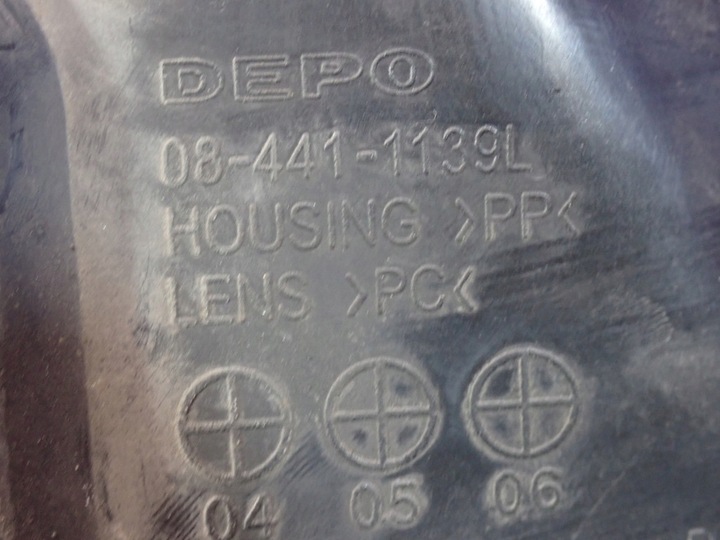 DEPO
08-441-1139L
HOUSING >PP<
LENS >PC<
04 05 06